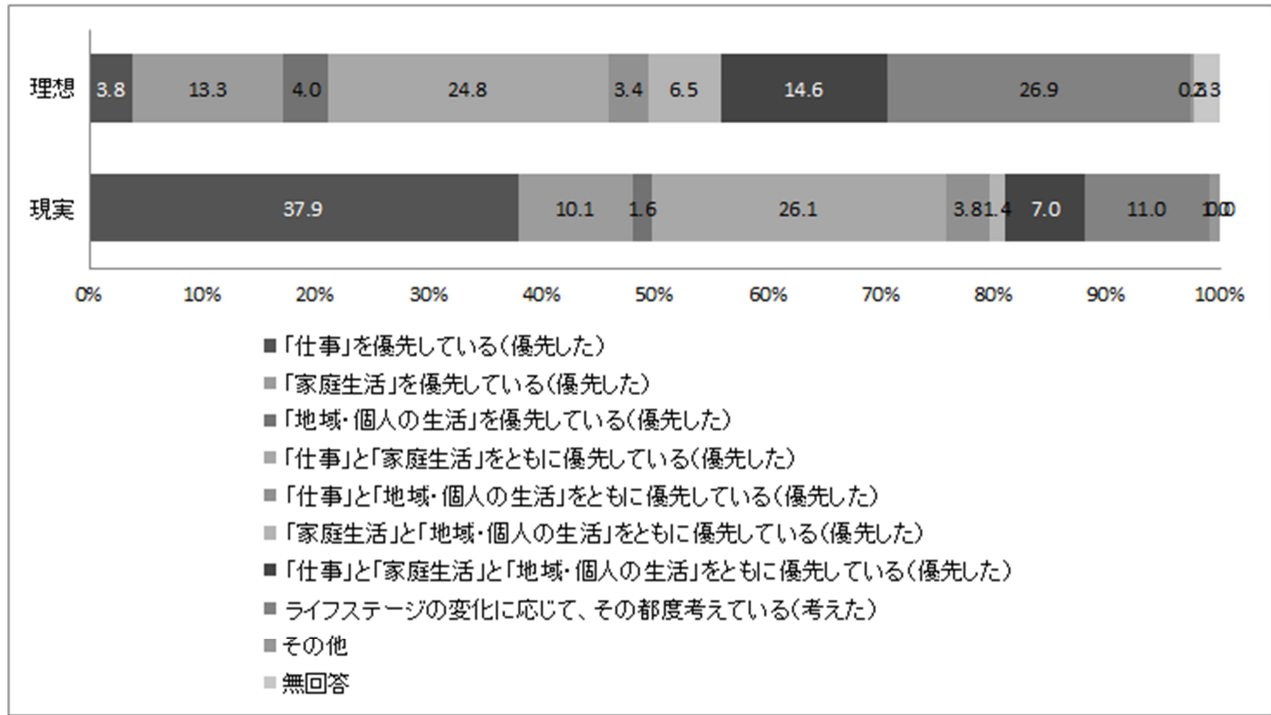 理想 3.8 13.3 4.0 24.8 3.4 6.5 14.6 26.9
現実 37.9 10.1 1.6 26.1 3.8 1.4 7.0 11.0
0% 10% 20% 30% 40% 50% 60% 70% 80% 90% 100%
■「仕事」を優先している(優先した)
■「家庭生活」を優先している(優先した)
■「地域・個人の生活」を優先している(優先した)
■「仕事」と「家庭生活」をともに優先している(優先した)
■「仕事」と「地域・個人の生活」をともに優先している(優先した)
■「家庭生活」と「地域・個人の生活」をともに優先している(優先した)
■「仕事」と「家庭生活」と「地域・個人の生活」をともに優先している(優先した)
■ライフステージの変化に応じて、その都度考えている(考えた)
■その他
■無回答